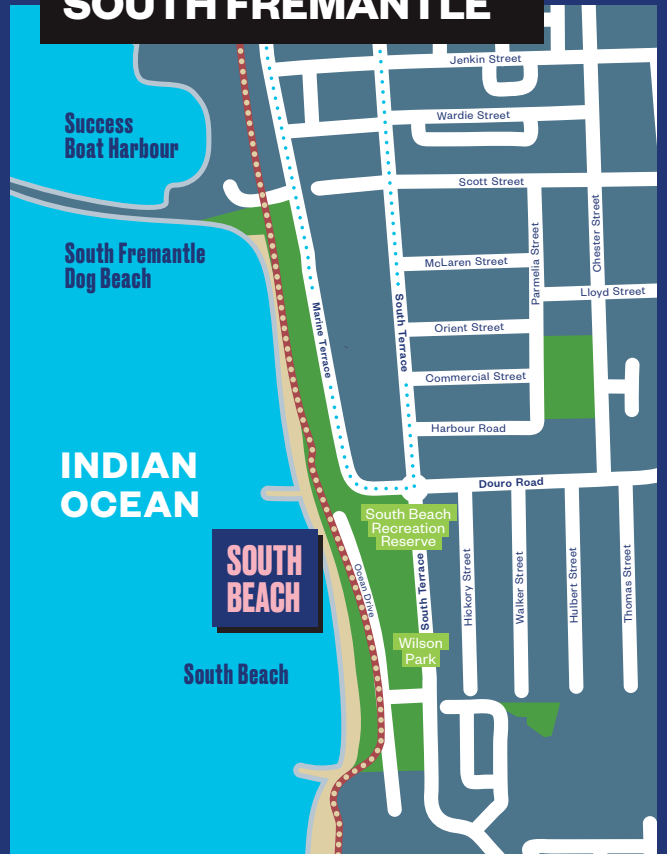 SOUTH FREMANTLE
Jenkin Street
Wardie Street
Success
Boat Harbour
Scott Street
Chester Street
Parmelia Street
South Fremantle
Dog Beach
McLaren Street
Lloyd Street
Marine Terrace
South Terrace
Orient Street
Commercial Street
Harbour Road
INDIAN
OCEAN
Douro Road
South Beach
Recreation
Reserve
SOUTH
BEACH
Ocean Drive
South Terrace
Hickory Street
Walker Street
Hulbert Street
Thomas Street
Wilson
Park
South Beach